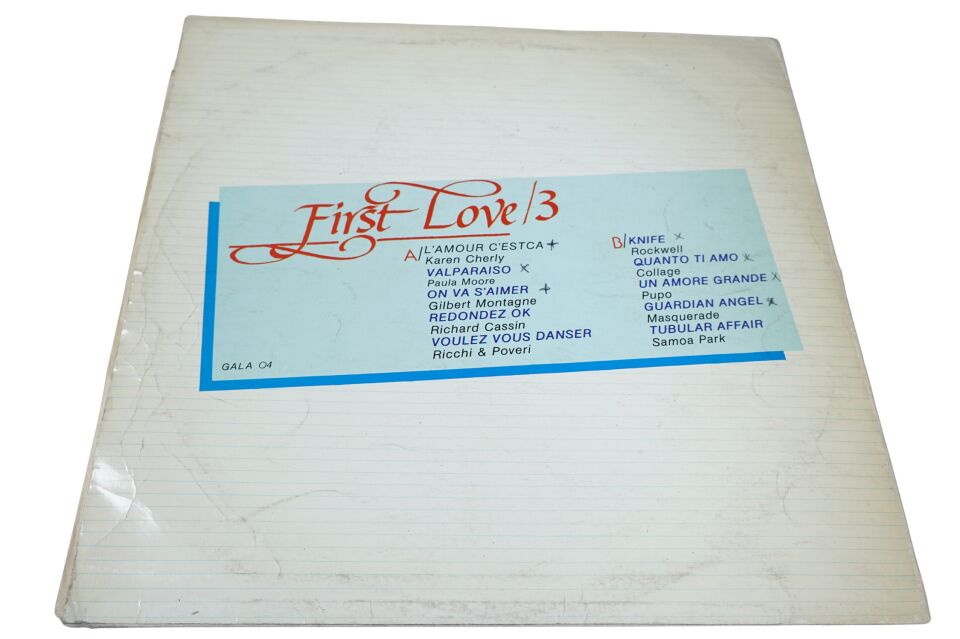 First Love/3
A/ L'AMOUR C'ESTCA +
Karen Cherly
VALPARAISO x
Paula Moore
ON VA S'AIMER +
Gilbert Montagne
REDONDEZ OK
Richard Cassin
VOULEZ VOUS DANSER
Ricchi & Poveri
B/ KNIFE x
Rockwell
QUANTO TI AMO x
Collage
UN AMORE GRANDE x
Pupo
GUARDIAN ANGEL x
Masquerade
TUBULAR AFFAIR
Samoa Park
GALA 04